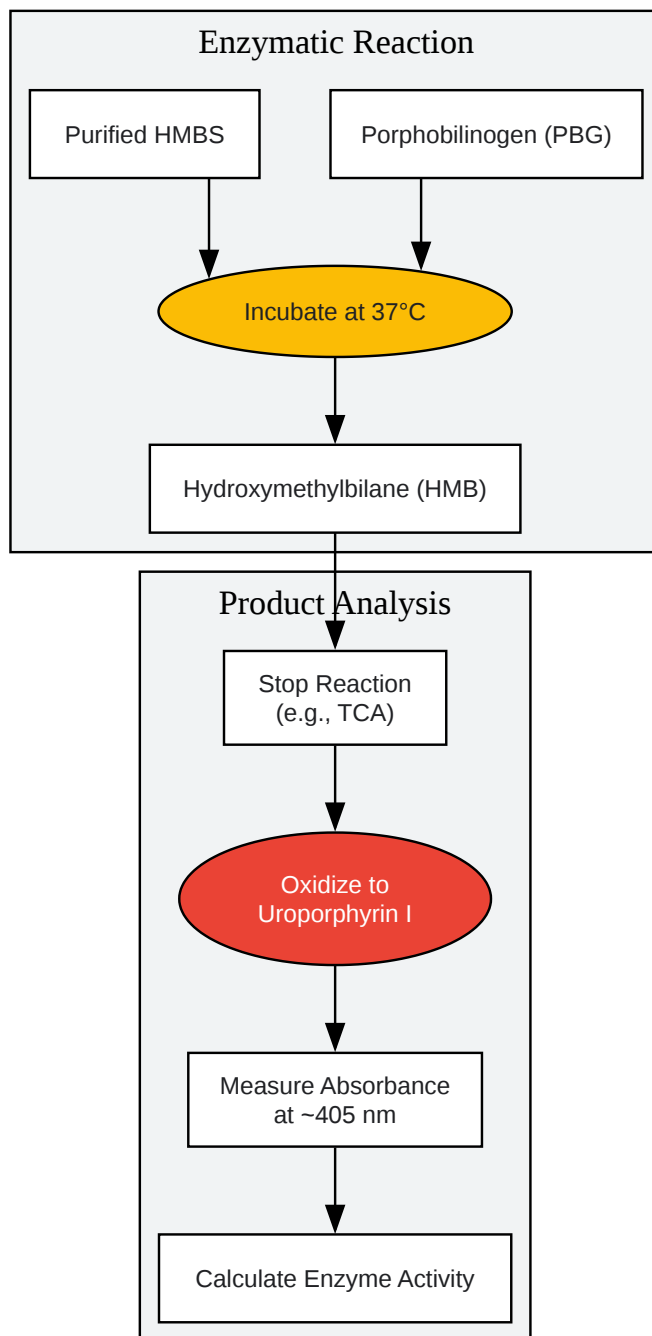 Enzymatic Reaction
Purified HMBS
Porphobilinogen (PBG)
Incubate at 37°C
Hydroxymethylbilane (HMB)
Product Analysis
Stop Reaction
(e.g., TCA)
Oxidize to
Uroporphyrin I
Measure Absorbance
at ~405 nm
Calculate Enzyme Activity